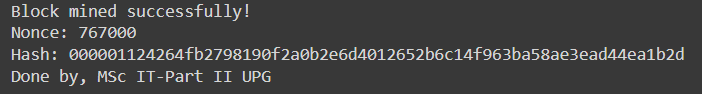 Block mined successfully!
Nonce: 767000
Hash: 000001124264fb2798190f2a0b2e6d4012652b6c14f963ba58ae3ead44ea1b2d
Done by, MSc IT-Part II UPG